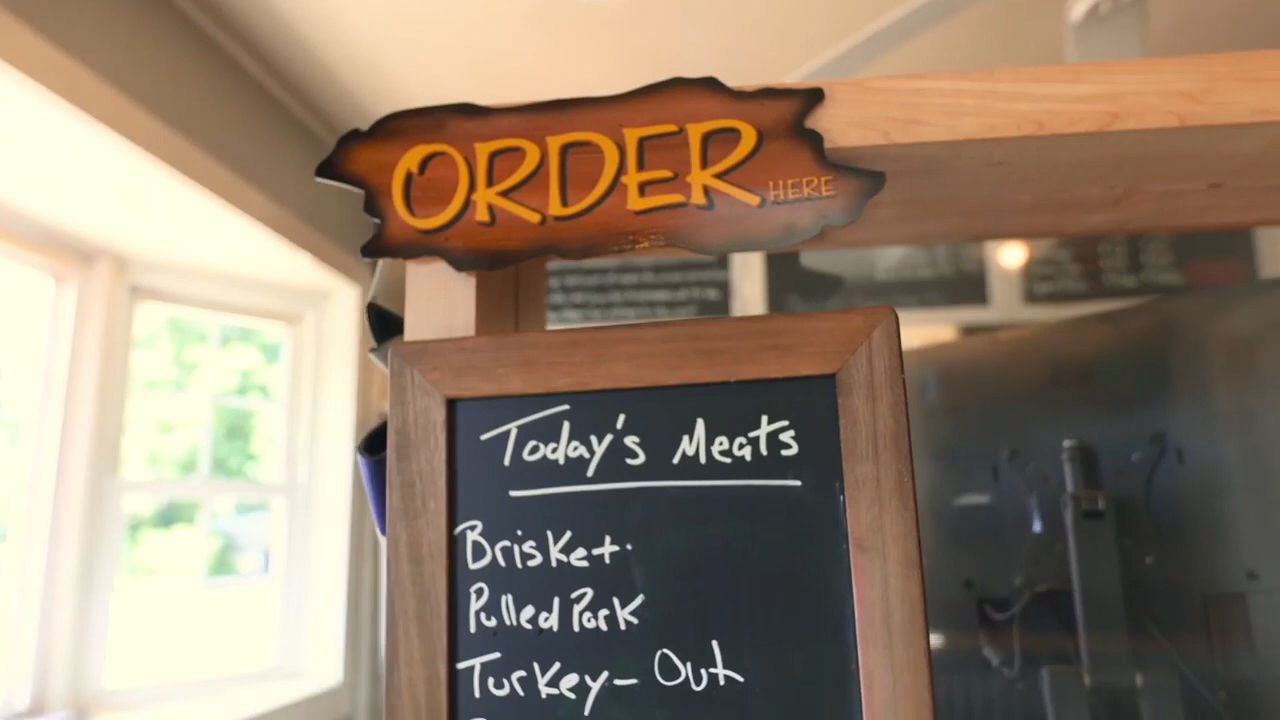 ORDER HERE
Today's Meats
Brisket
Pulled Pork
Turkey - Out